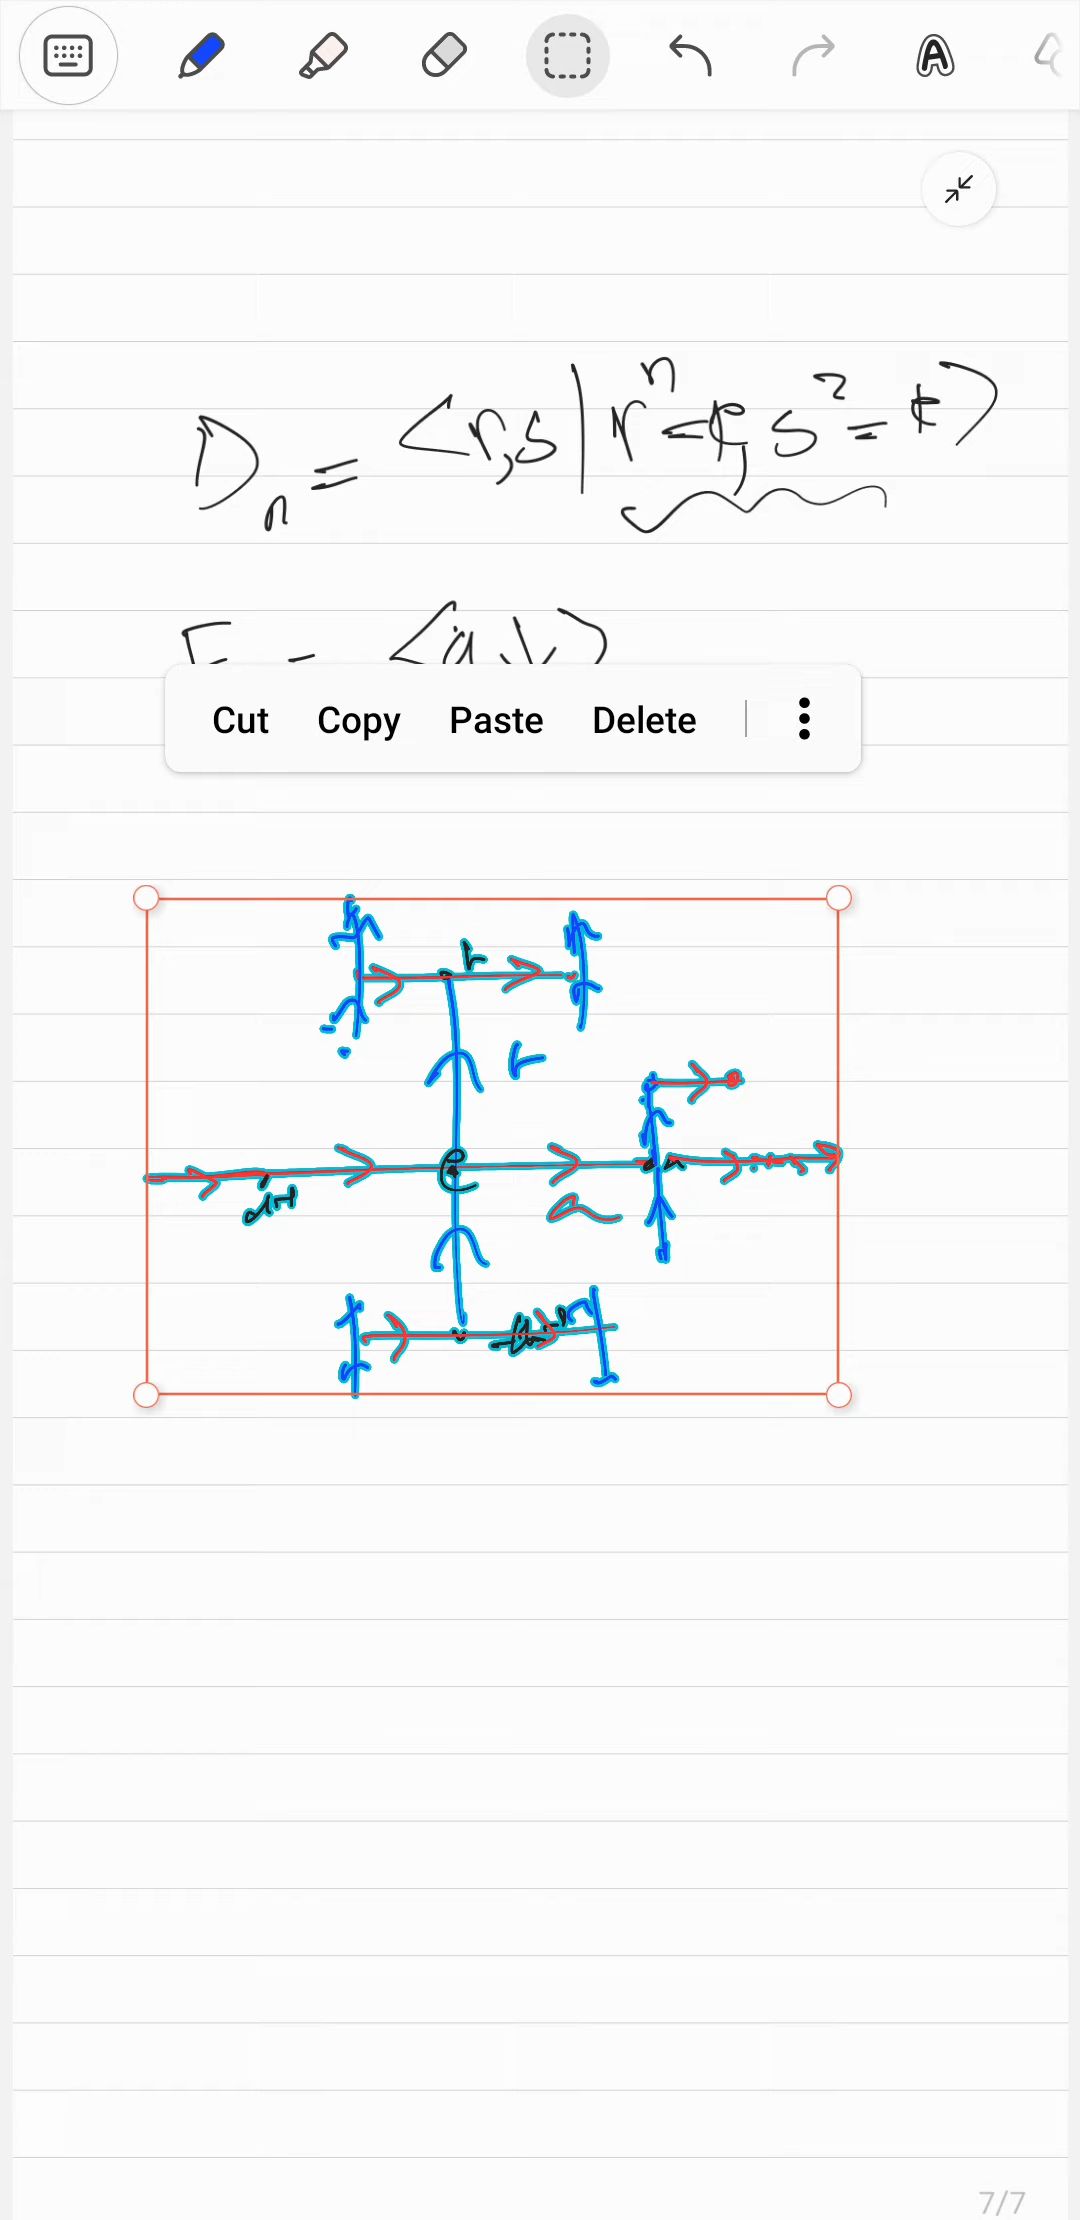 Dₙ = <r,s | rⁿ=e, s²=e>
<a,b>
Cut Copy Paste Delete
e
a
7/7